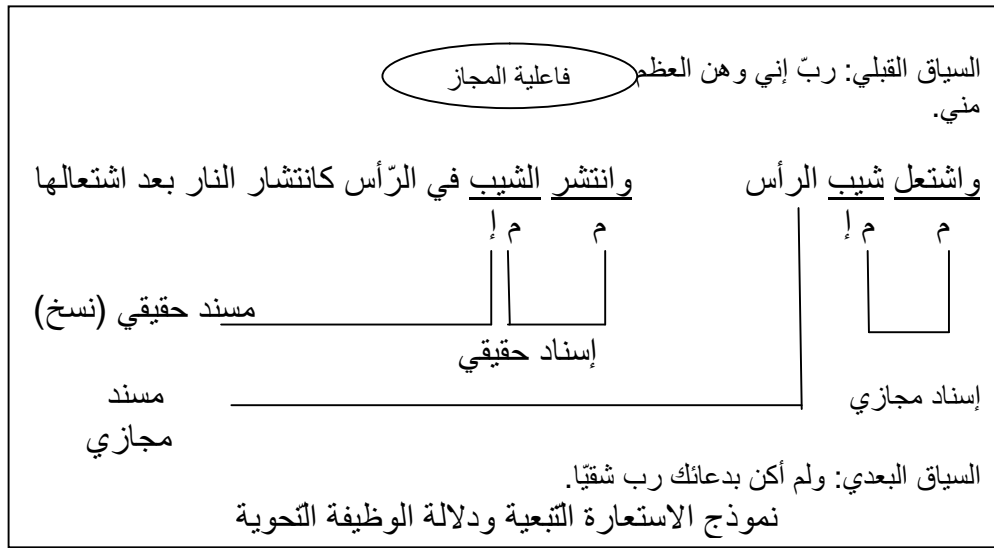 السياق القبلي: ربّ إني وهن العظم
فاعلية المجاز
مني.
واشتعل شيب الرأس
وانتشر الشيب في الرّأس كانتشار النار بعد اشتعالها
م م إ
م م إ
مسند حقيقي (نسخ)
إسناد حقيقي
إسناد مجازي
مسند
مجازي
السياق البعدي: ولم أكن بدعائك رب شقيّا.
نموذج الاستعارة التّبعية ودلالة الوظيفة النّحوية